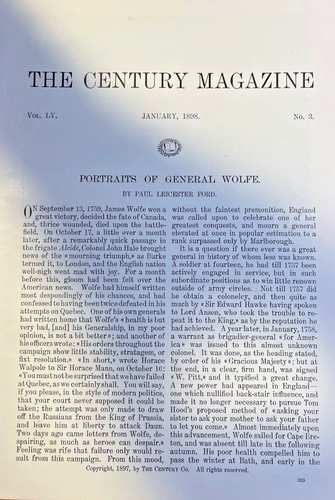 THE CENTURY MAGAZINE
VOL. LV. JANUARY, 1898. No. 3.
PORTRAITS OF GENERAL WOLFE.
BY PAUL LEICESTER FORD.
ON September 13, 1759, James Wolfe won a
great victory, decided the fate of Canada,
and, thrice wounded, died upon the battle-
field. On October 17, a little over a month
later, after a remarkably quick passage in the
frigate Alcide, Colonel John Hale brought
news of the «mourning triumph,» as Burke
termed it, to London, and the English nation
well-nigh went mad with joy. For a month
before this, gloom had been felt over the
American news. Wolfe had himself written
most despondingly of his chances, and had
confessed to having been twice defeated in his
attempts on Quebec. One of his own generals
had written home that Wolfe's «health is but
very bad, [and] his Generalship, in my poor
opinion, is not a bit better»; and another of
his officers wrote: «His orders throughout the
campaign show little stability, strategem, or
fixt resolution.» «In short,» wrote Horace
Walpole to Sir Horace Mann, on October 16:
«You must not be surprised that we have failed
at Quebec, as we certainly shall. You will say,
if you please, in the style of modern politics,
that your court never supposed it could be
taken; the attempt was only made to draw
off the Russians from the King of Prussia,
and leave him at liberty to attack Daun.
Two days ago came letters from Wolfe, de-
spairing, as much as heroes can despair.»
Feeling was rife that failure only would re-
sult from this campaign. From this mood,
without the faintest premonition, England
was called upon to celebrate one of her
greatest conquests, and mourn a general
elevated at once in popular estimation to a
rank surpassed only by Marlborough.
It is a question if there ever was a great
general in history of whom less was known.
A soldier at fourteen, he had till 1757 been
actively engaged in service, but in such
subordinate positions as to win little renown
outside of army circles. Not till 1757 did
he obtain a colonelcy, and then quite as
much by «Sir Edward Hawke having spoken
to Lord Anson, who took the trouble to re-
peat it to the King,» as by the reputation he
had achieved. A year later, in January, 1758,
a warrant as brigadier-general «for Amer-
ica» was issued to this almost unknown
colonel. It was done, as the heading stated,
by order of his «Gracious Majesty»; but at
the end, in a clear, firm hand, was signed
«W. Pitt,» and it typified a great change.
A new power had appeared in England—
one which nullified back-stair influence, and
made it no longer necessary to pursue Tom
Hood's proposed method of «asking your
sister to ask your mother to ask your father
to let you come.» Almost immediately upon
this advancement, Wolfe sailed for Cape Bre-
ton, and was absent till late in the following
autumn. His poor health compelled him to
pass the winter at Bath, and early in the
Copyright, 1897, by THE CENTURY CO. All rights reserved.
323